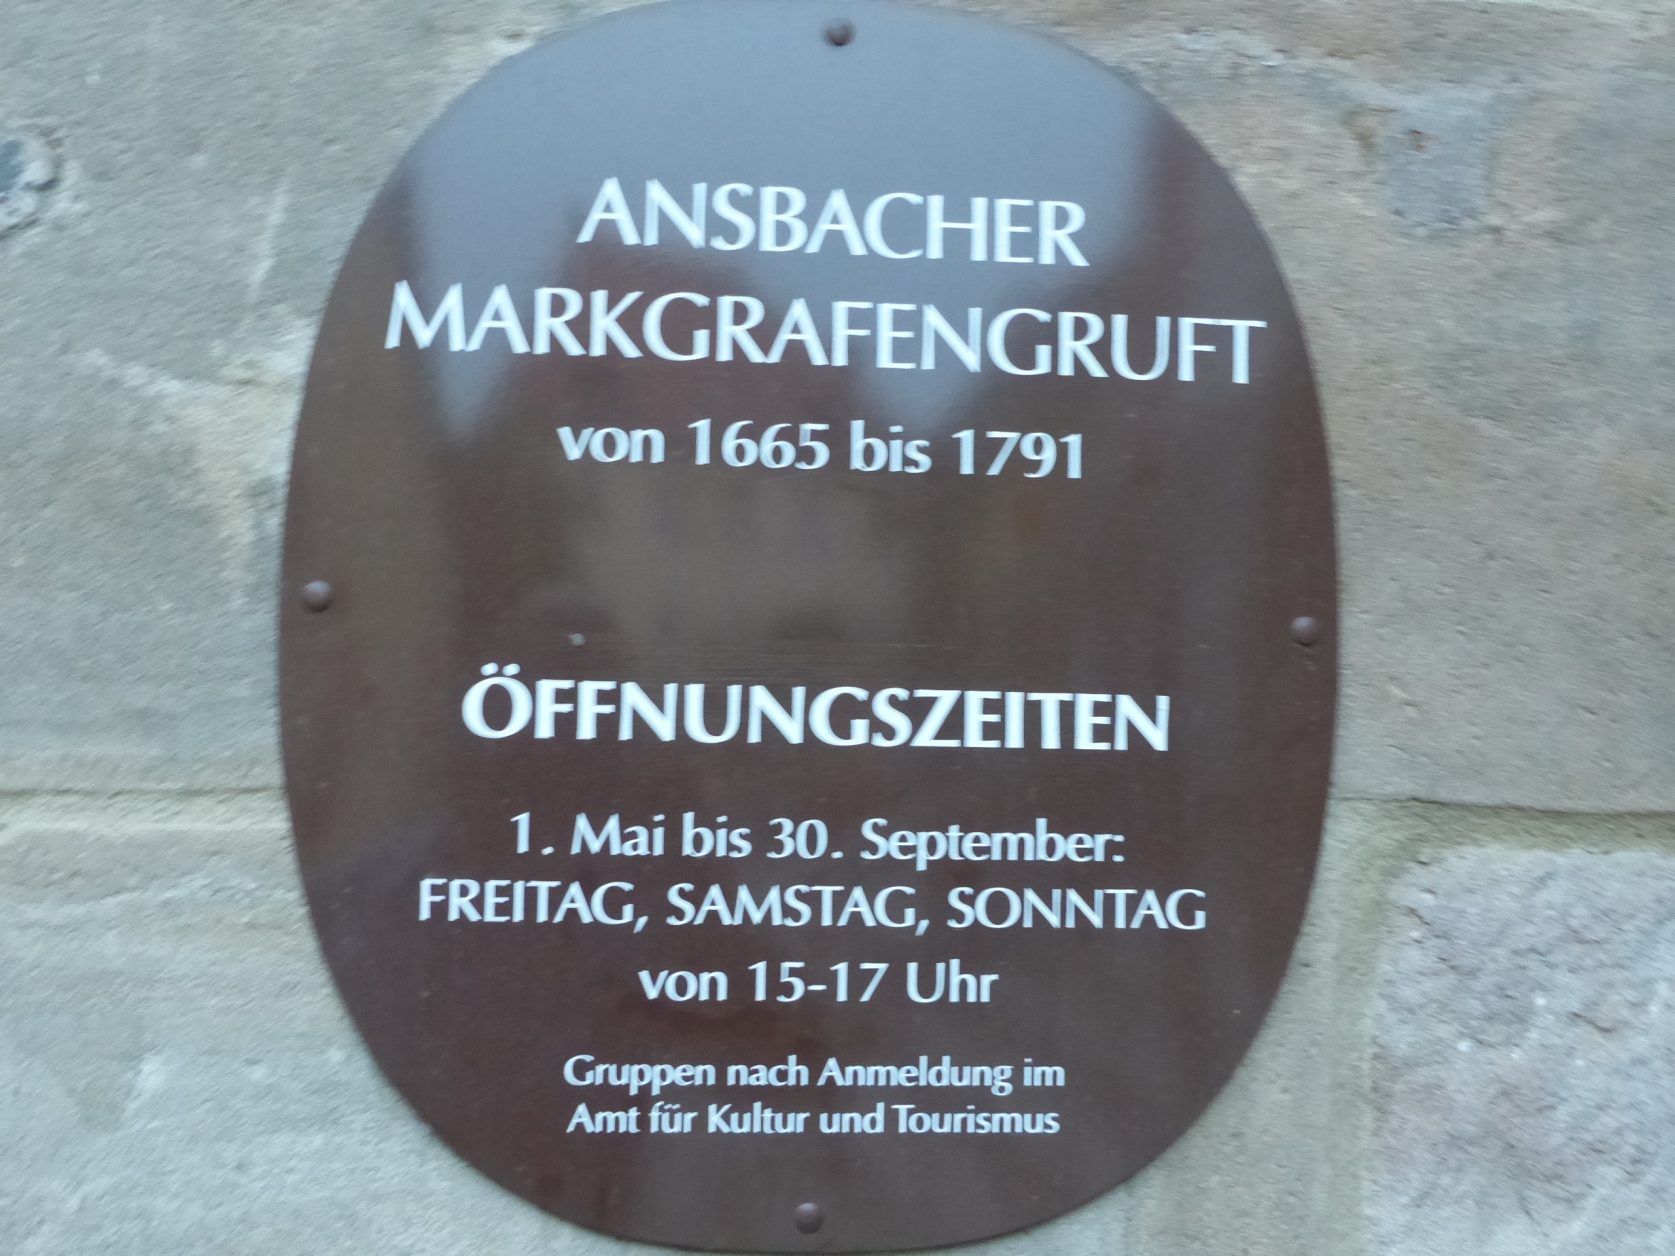 ANSBACHER
MARKGRAFENGRUFT
von 1665 bis 1791
ÖFFNUNGSZEITEN
1. Mai bis 30. September:
FREITAG, SAMSTAG, SONNTAG
von 15-17 Uhr
Gruppen nach Anmeldung im
Amt für Kultur und Tourismus